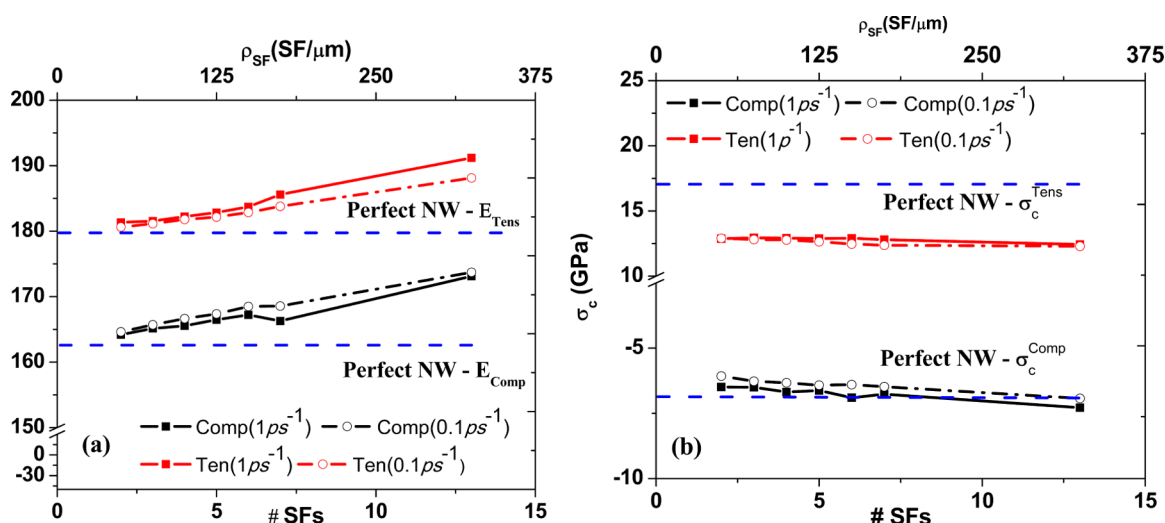 ρSF(SF/μm)
0 125 250 375
200
190
180
170
160
150
0
-30
Perfect NW - ETens
Perfect NW - EComp
Comp(1ps-1) Comp(0.1ps-1)
Ten(1ps-1) Ten(0.1ps-1)
(a)
0 5 10 15
# SFs
ρSF(SF/μm)
0 125 250 375
σc (GPa)
25
20
15
10
-5
-10
Comp(1ps-1) Comp(0.1ps-1)
Ten(1p-1) Ten(0.1ps-1)
Perfect NW - σcTens
Perfect NW - σcComp
(b)
0 5 10 15
# SFs